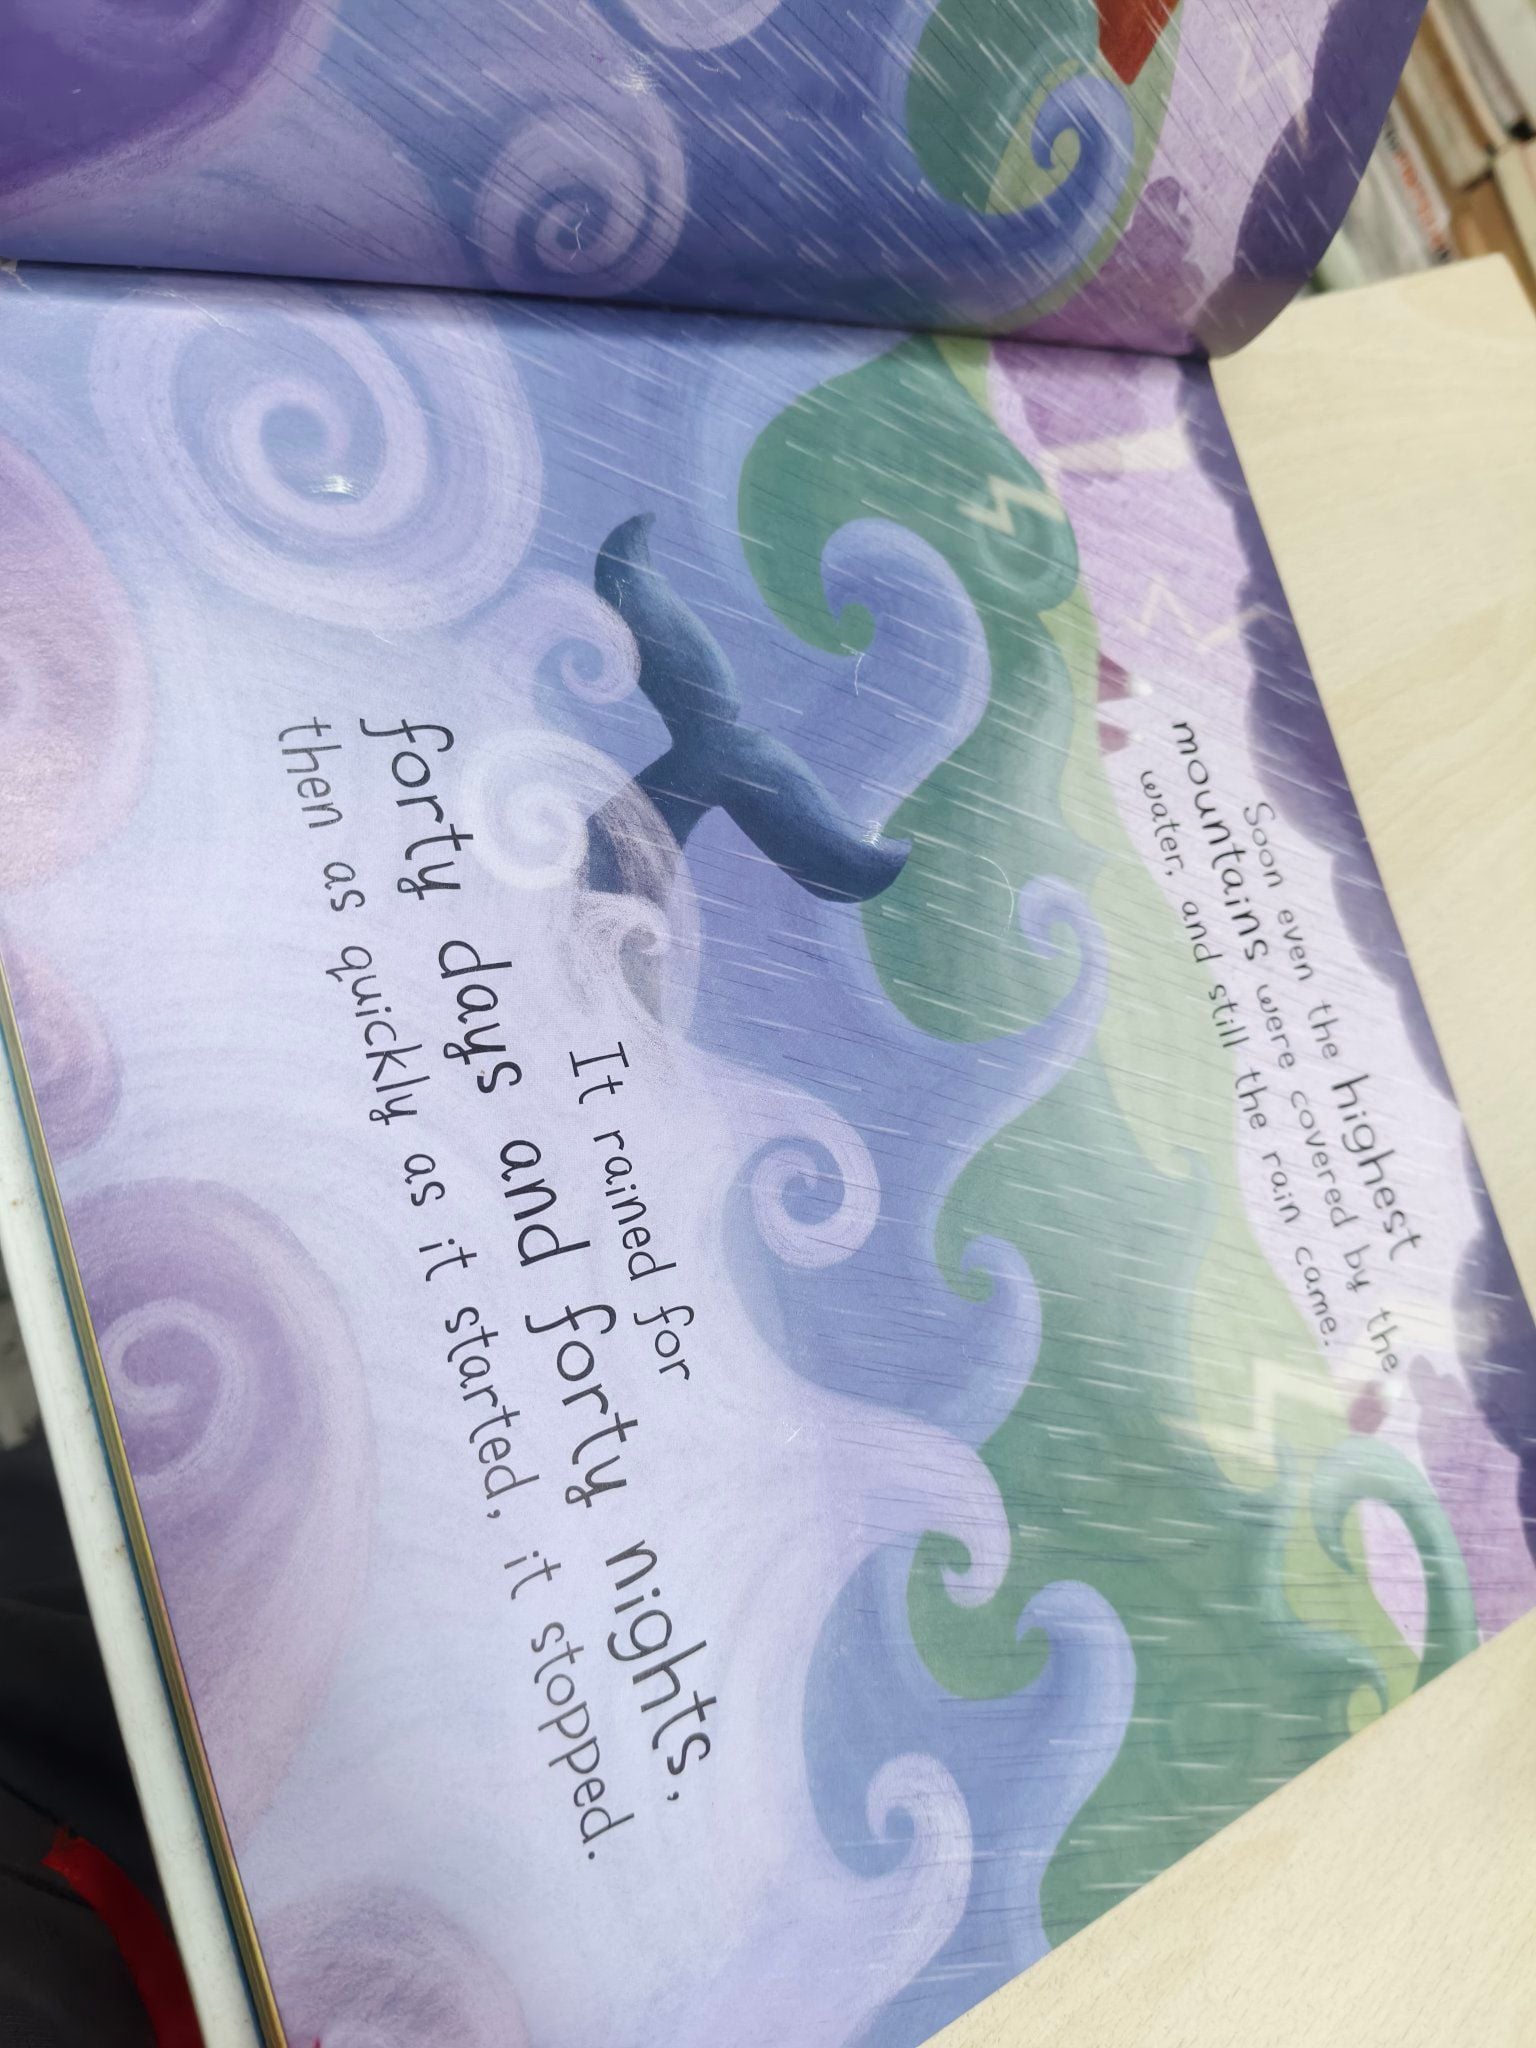 Soon even the highest
mountains were covered by the
water, and still the rain came.
It rained for
forty days and forty nights,
then as quickly as it started, it stopped.